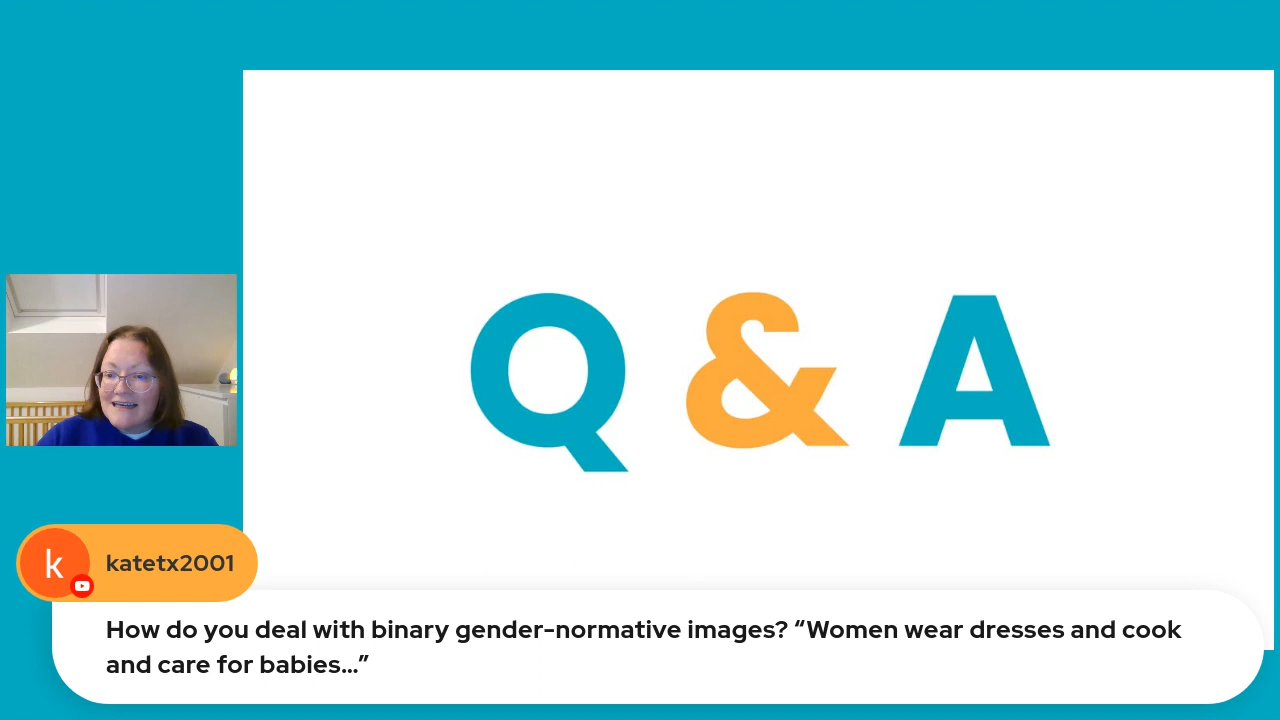 Q & A
k
katetx2001
How do you deal with binary gender-normative images? “Women wear dresses and cook
and care for babies...”